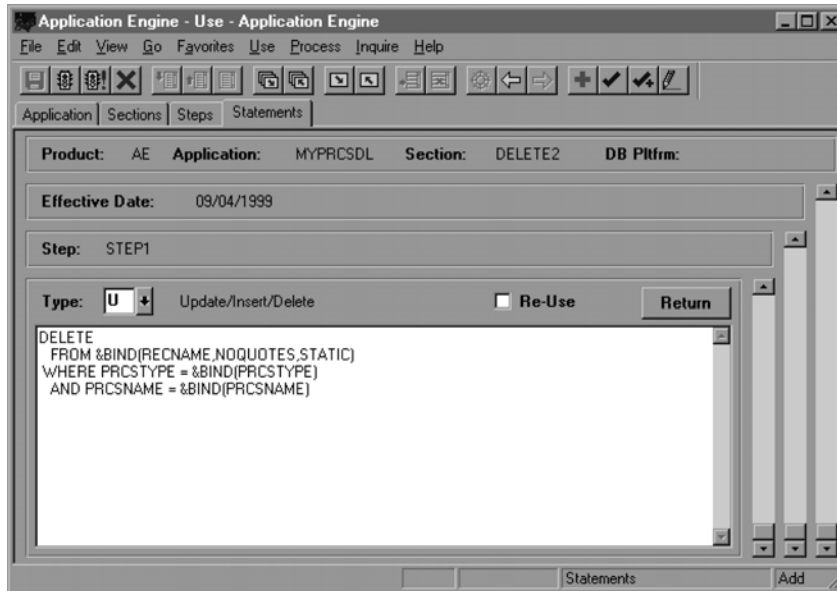 Application Engine - Use - Application Engine
File Edit View Go Favorites Use Process Inquire Help
Application Sections Steps Statements
Product: AE Application: MYPRCSDL Section: DELETE2 DB Pltfrm:
Effective Date: 09/04/1999
Step: STEP1
Type: U Update/Insert/Delete Re-Use Return
DELETE
FROM &BIND(RECNAME,NOQUOTES,STATIC)
WHERE PRCSTYPE = &BIND(PRCSTYPE)
AND PRCSNAME = &BIND(PRCSNAME)
Statements Add